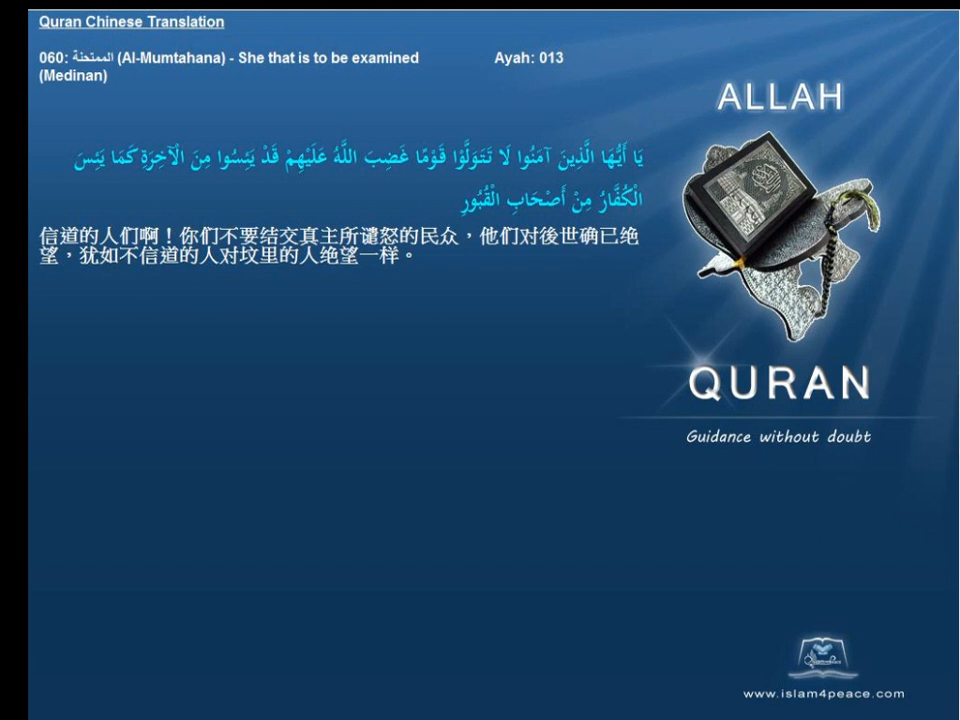 Quran Chinese Translation
060: الممتحنة (Al-Mumtahana) - She that is to be examined
(Medinan)
Ayah: 013
يَا أَيُّهَا الَّذِينَ آمَنُوا لَا تَتَوَلَّوْا قَوْمًا غَضِبَ اللَّهُ عَلَيْهِمْ قَدْ يَئِسُوا مِنَ الْآخِرَةِ كَمَا يَئِسَ
الْكُفَّارُ مِنْ أَصْحَابِ الْقُبُورِ
信道的人们啊！你们不要结交真主所谴怒的民众，他们对後世确已绝
望，犹如不信道的人对坟里的人绝望一样。
ALLAH
QURAN
Guidance without doubt
www.islam4peace.com